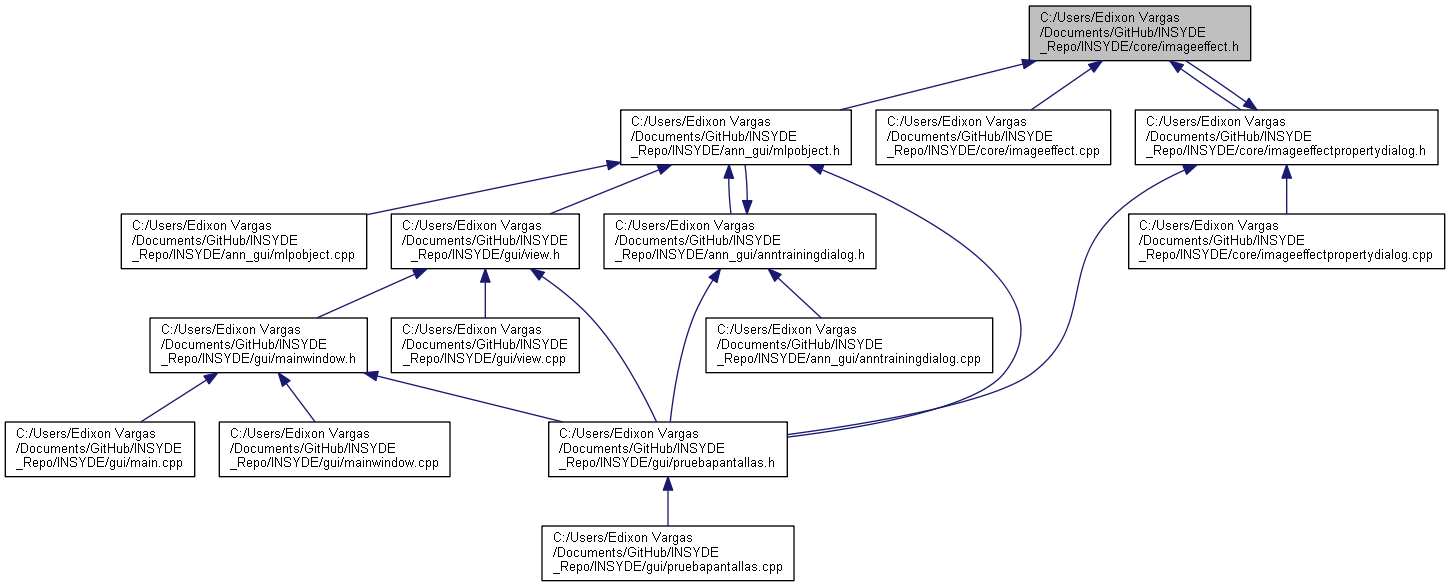 C:/Users/Edixon Vargas
/Documents/GitHub/INSYDE
_Repo/INSYDE/core/imageeffect.h
C:/Users/Edixon Vargas
/Documents/GitHub/INSYDE
_Repo/INSYDE/ann_gui/mlpobject.h
C:/Users/Edixon Vargas
/Documents/GitHub/INSYDE
_Repo/INSYDE/core/imageeffect.cpp
C:/Users/Edixon Vargas
/Documents/GitHub/INSYDE
_Repo/INSYDE/core/imageeffectpropertydialog.h
C:/Users/Edixon Vargas
/Documents/GitHub/INSYDE
_Repo/INSYDE/ann_gui/mlpobject.cpp
C:/Users/Edixon Vargas
/Documents/GitHub/INSYDE
_Repo/INSYDE/gui/view.h
C:/Users/Edixon Vargas
/Documents/GitHub/INSYDE
_Repo/INSYDE/ann_gui/anntrainingdialog.h
C:/Users/Edixon Vargas
/Documents/GitHub/INSYDE
_Repo/INSYDE/core/imageeffectpropertydialog.cpp
C:/Users/Edixon Vargas
/Documents/GitHub/INSYDE
_Repo/INSYDE/gui/mainwindow.h
C:/Users/Edixon Vargas
/Documents/GitHub/INSYDE
_Repo/INSYDE/gui/view.cpp
C:/Users/Edixon Vargas
/Documents/GitHub/INSYDE
_Repo/INSYDE/ann_gui/anntrainingdialog.cpp
C:/Users/Edixon Vargas
/Documents/GitHub/INSYDE
_Repo/INSYDE/gui/main.cpp
C:/Users/Edixon Vargas
/Documents/GitHub/INSYDE
_Repo/INSYDE/gui/mainwindow.cpp
C:/Users/Edixon Vargas
/Documents/GitHub/INSYDE
_Repo/INSYDE/gui/pruebapantallas.h
C:/Users/Edixon Vargas
/Documents/GitHub/INSYDE
_Repo/INSYDE/gui/pruebapantallas.cpp